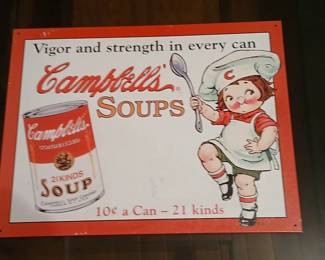 Vigor and strength in every can
Campbell's
SOUPS
C
Campbell's
21 KINDS
SOUP
10¢ a Can – 21 kinds